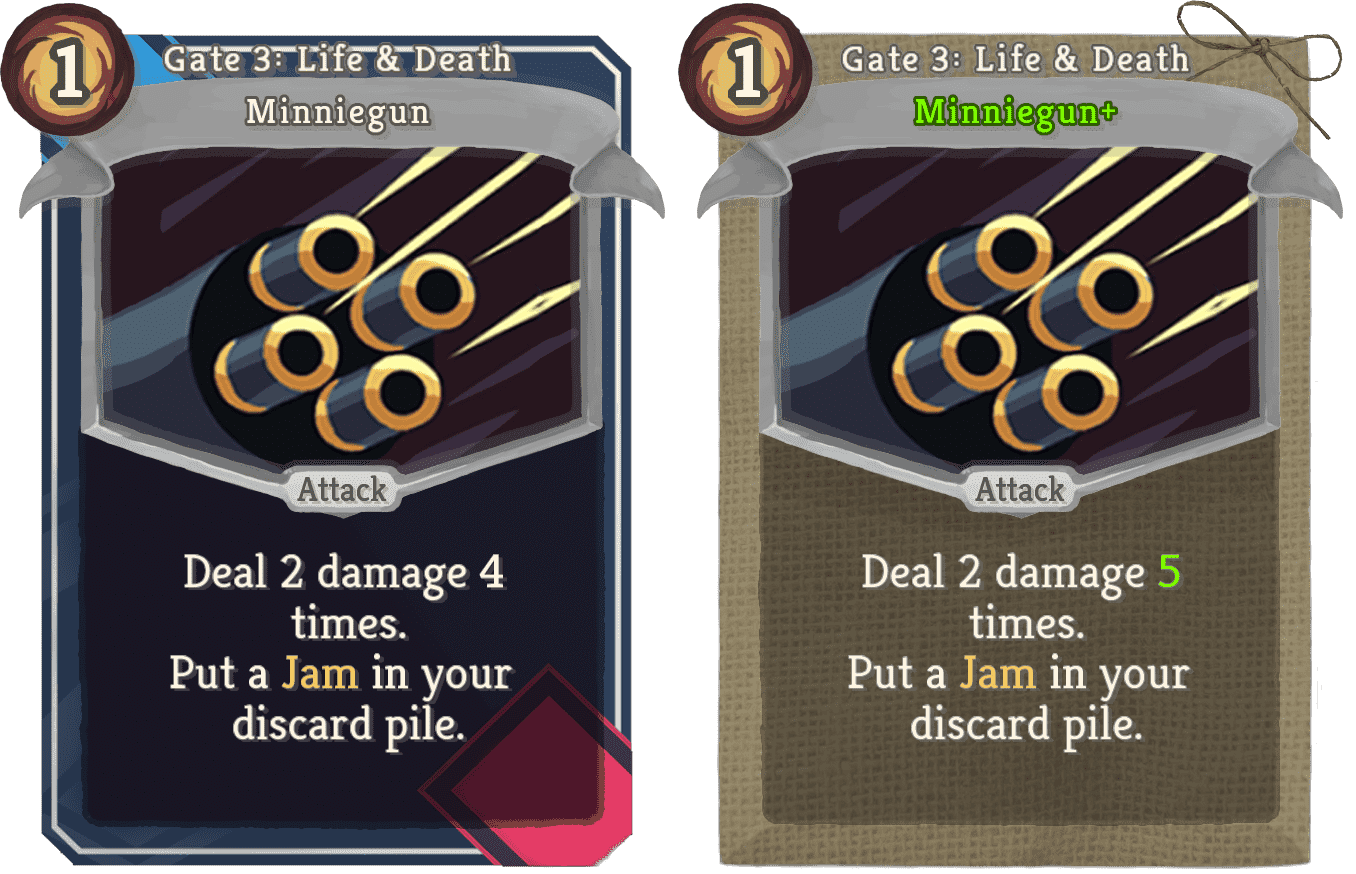 1
Gate 3: Life & Death
Minniegun
Attack
Deal 2 damage 4
times.
Put a Jam in your
discard pile.
1
Gate 3: Life & Death
Minniegun+
Attack
Deal 2 damage 5
times.
Put a Jam in your
discard pile.